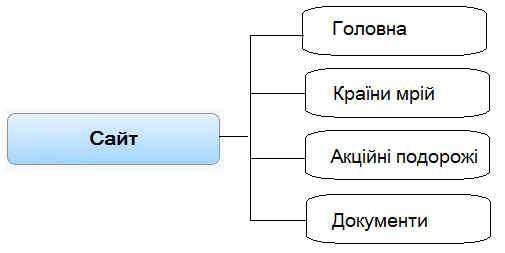 Сайт
Головна
Країни мрій
Акційні подорожі
Документи